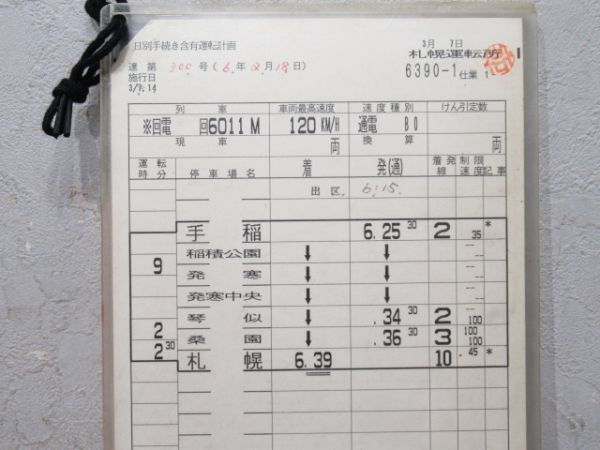 日別手続き含有運転計画
3月 7日
達 第 300 号 (6年 2月 18日)
札幌運転所
施行日
3/7.14
6390-1 仕業 1
列 車 車両最高速度 速度種別 けん引定数
※回電 回6011M 120 KM/H 通電 B0
現 車 両 換 算 両
運転時分 停車場名 着 発(通) 着発線 制限速度 記事
出区 6:15.
手 稲 6. 25 30 2 35 *
稲積公園 ↓ ↓ --
9 発 寒 ↓ ↓ --
発寒中央 ↓ ↓ --
琴 似 ↓ . 34 30 2 100
2 桑 園 ↓ . 36 30 3 100 100
2 30 札 幌 6. 39 10 . 45 *